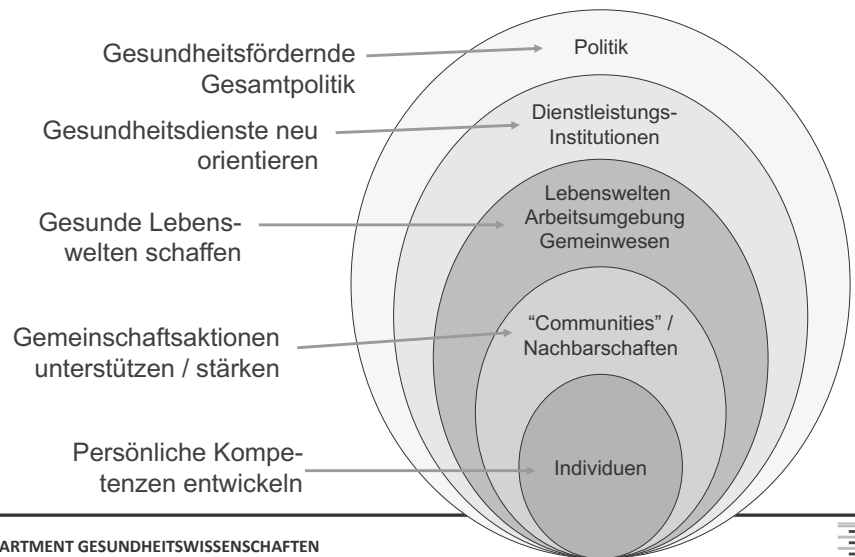 Gesundheitsfördernde
Gesamtpolitik
Politik
Gesundheitsdienste neu
orientieren
Dienstleistungs-
Institutionen
Gesunde Lebens-
welten schaffen
Lebenswelten
Arbeitsumgebung
Gemeinwesen
Gemeinschaftsaktionen
unterstützen / stärken
“Communities” /
Nachbarschaften
Persönliche Kompe-
tenzen entwickeln
Individuen
ARTMENT GESUNDHEITSWISSENSCHAFTEN